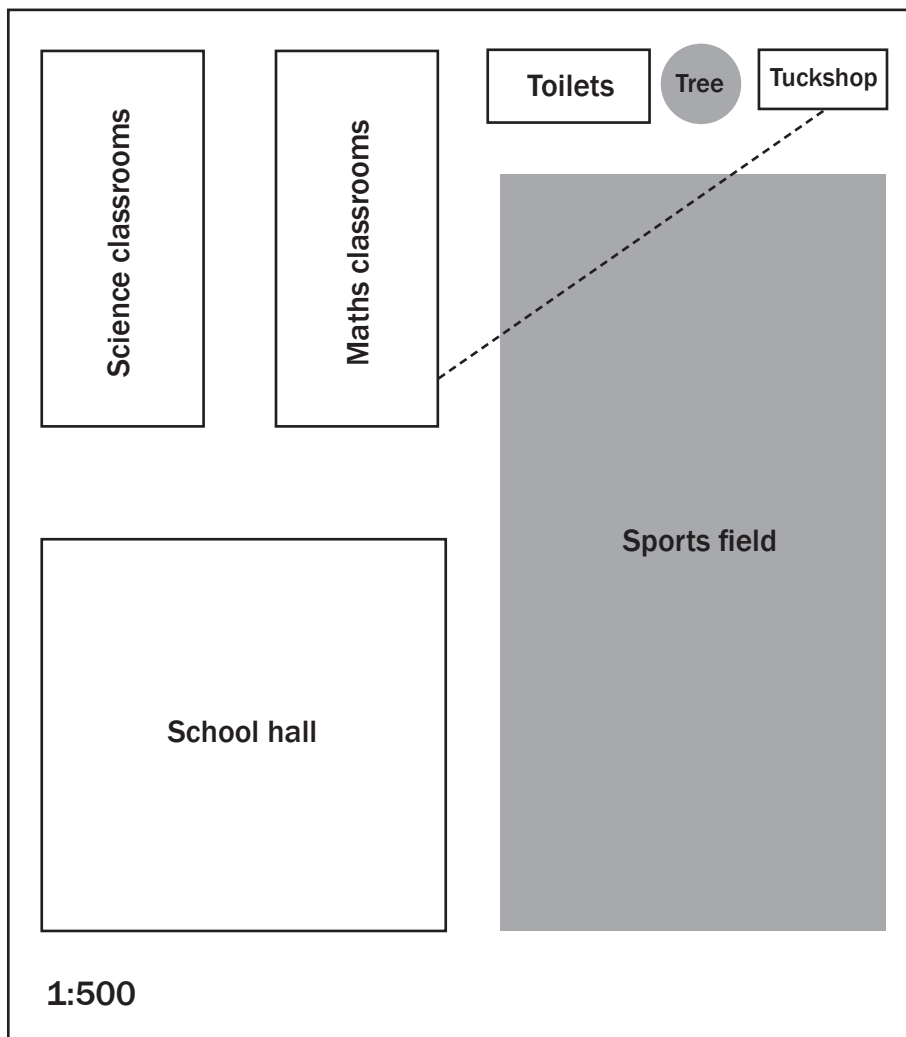 Toilets
Tree
Tuckshop
Science classrooms
Maths classrooms
Sports field
School hall
1:500